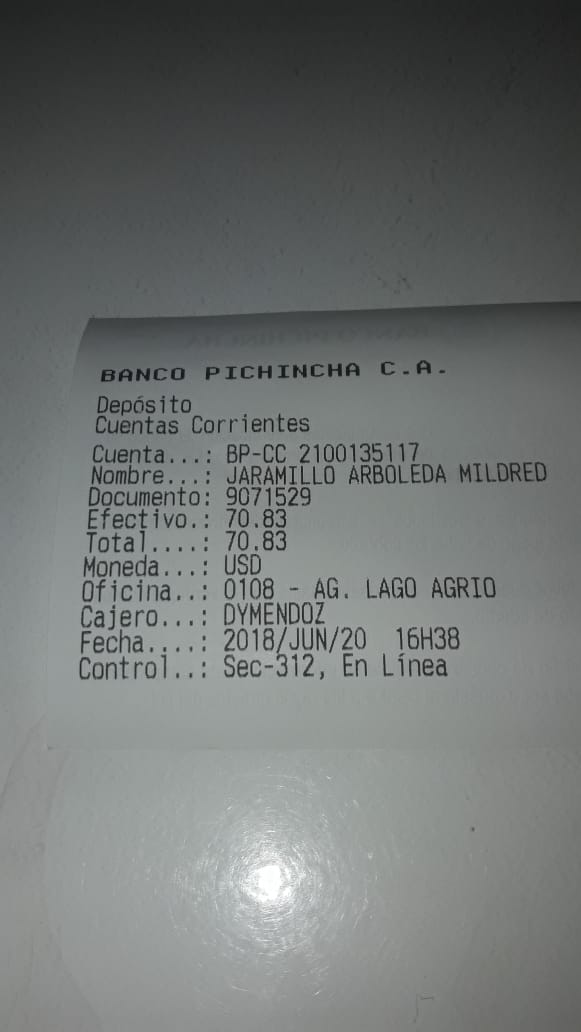 BANCO PICHINCHA C.A.
Depósito
Cuentas Corrientes
Cuenta...: BP-CC 2100135117
Nombre...: JARAMILLO ARBOLEDA MILDRED
Documento: 9071529
Efectivo.: 70.83
Total....: 70.83
Moneda...: USD
Oficina..: 0108 - AG. LAGO AGRIO
Cajero...: DYMENDOZ
Fecha....: 2018/JUN/20 16H38
Control..: Sec-312, En Línea